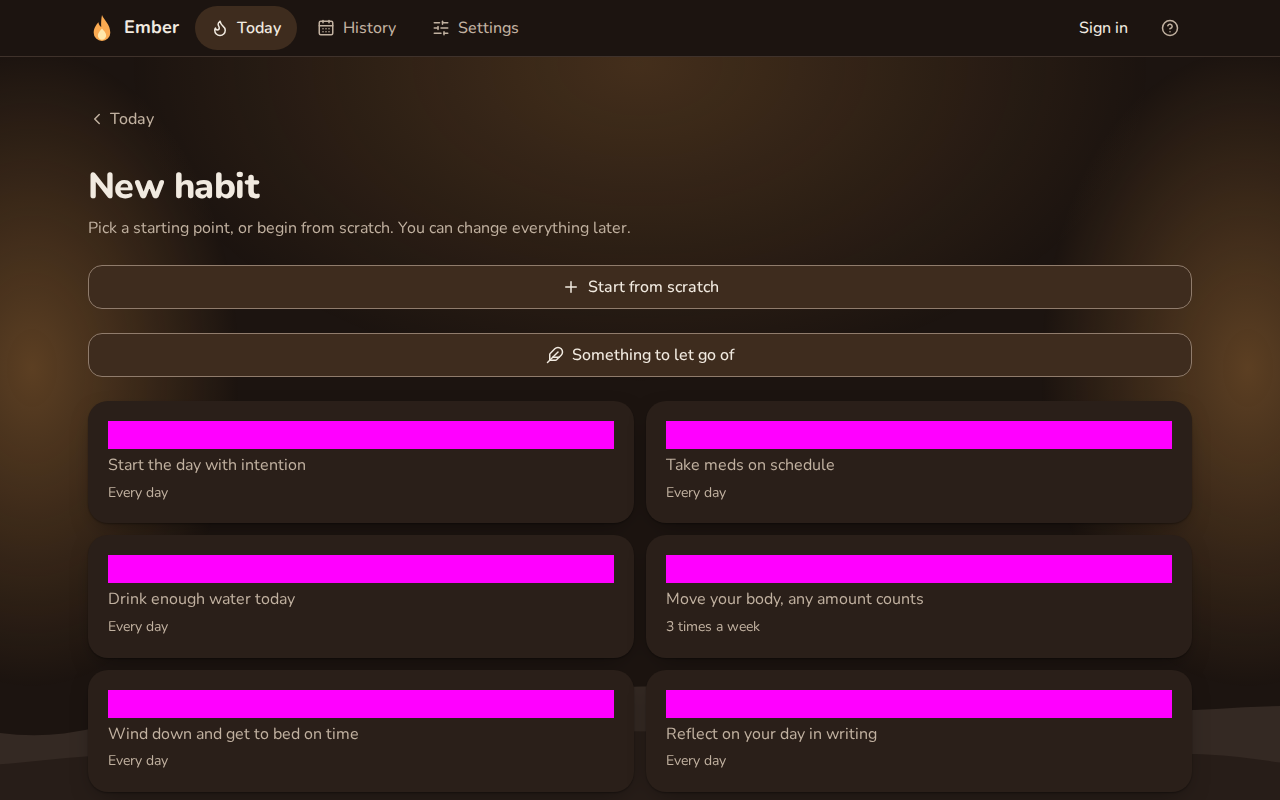 Ember
Today
History
Settings
Sign in
Today
New habit
Pick a starting point, or begin from scratch. You can change everything later.
Start from scratch
Something to let go of
Start the day with intention
Every day
Take meds on schedule
Every day
Drink enough water today
Every day
Move your body, any amount counts
3 times a week
Wind down and get to bed on time
Every day
Reflect on your day in writing
Every day